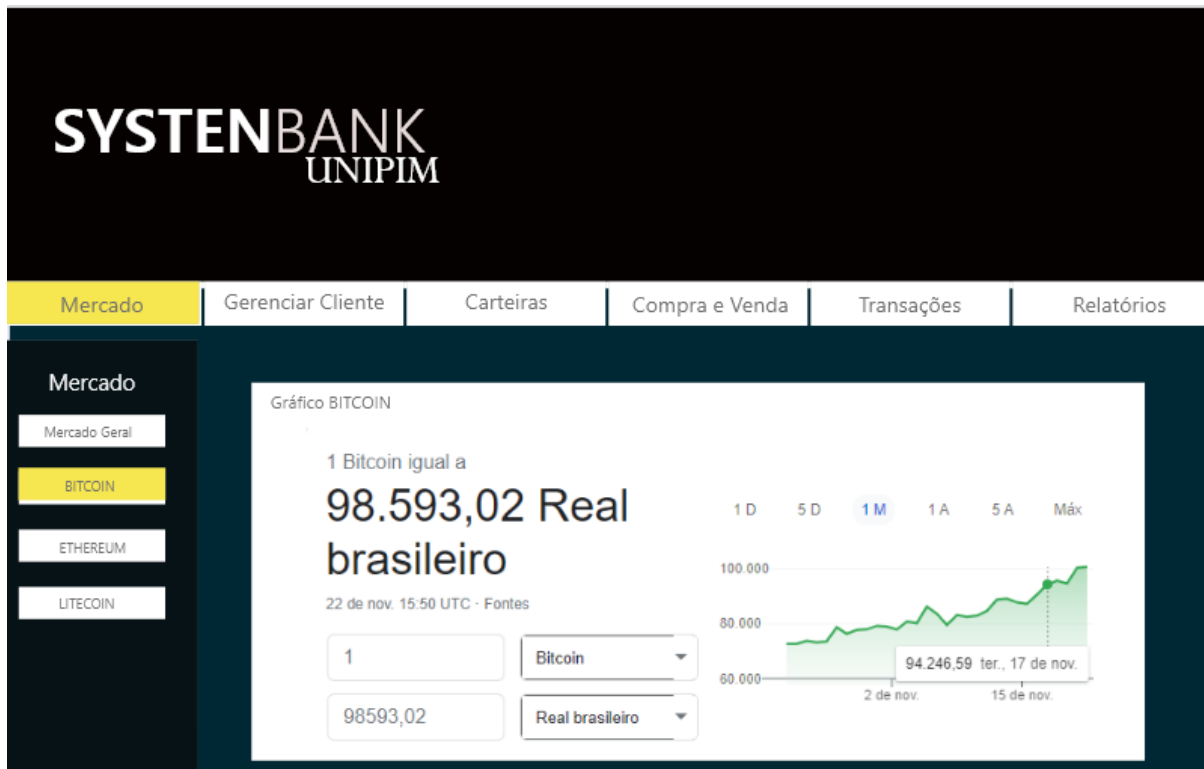 SYSTENBANK
UNIPIM
Mercado
Gerenciar Cliente
Carteiras
Compra e Venda
Transações
Relatórios
Mercado
Mercado Geral
BITCOIN
ETHEREUM
LITECOIN
Gráfico BITCOIN
1 Bitcoin igual a
98.593,02 Real
brasileiro
22 de nov. 15:50 UTC · Fontes
1
Bitcoin
98593,02
Real brasileiro
1 D
5 D
1 M
1 A
5 A
Máx
100.000
80.000
60.000
94.246,59 ter., 17 de nov.
2 de nov.
15 de nov.